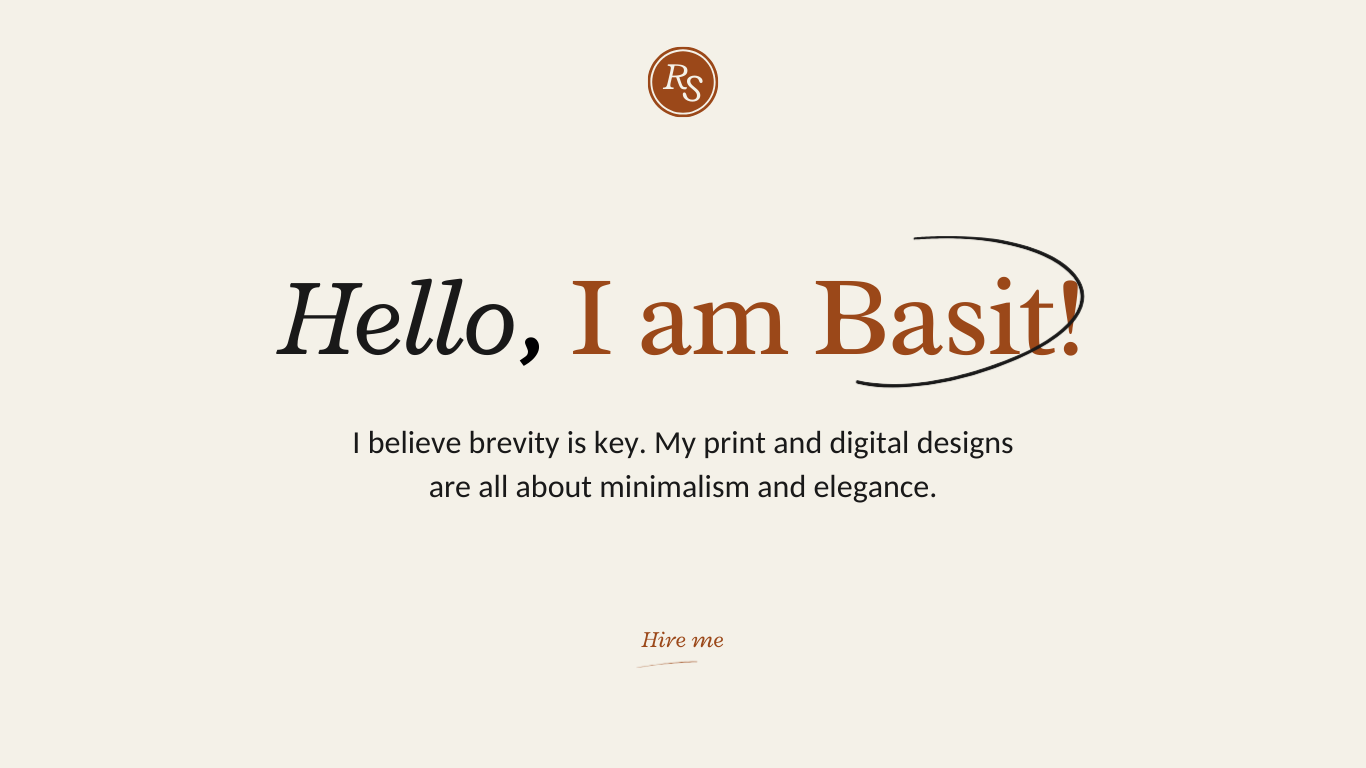 RS
Hello, I am Basit!
I believe brevity is key. My print and digital designs
are all about minimalism and elegance.
Hire me